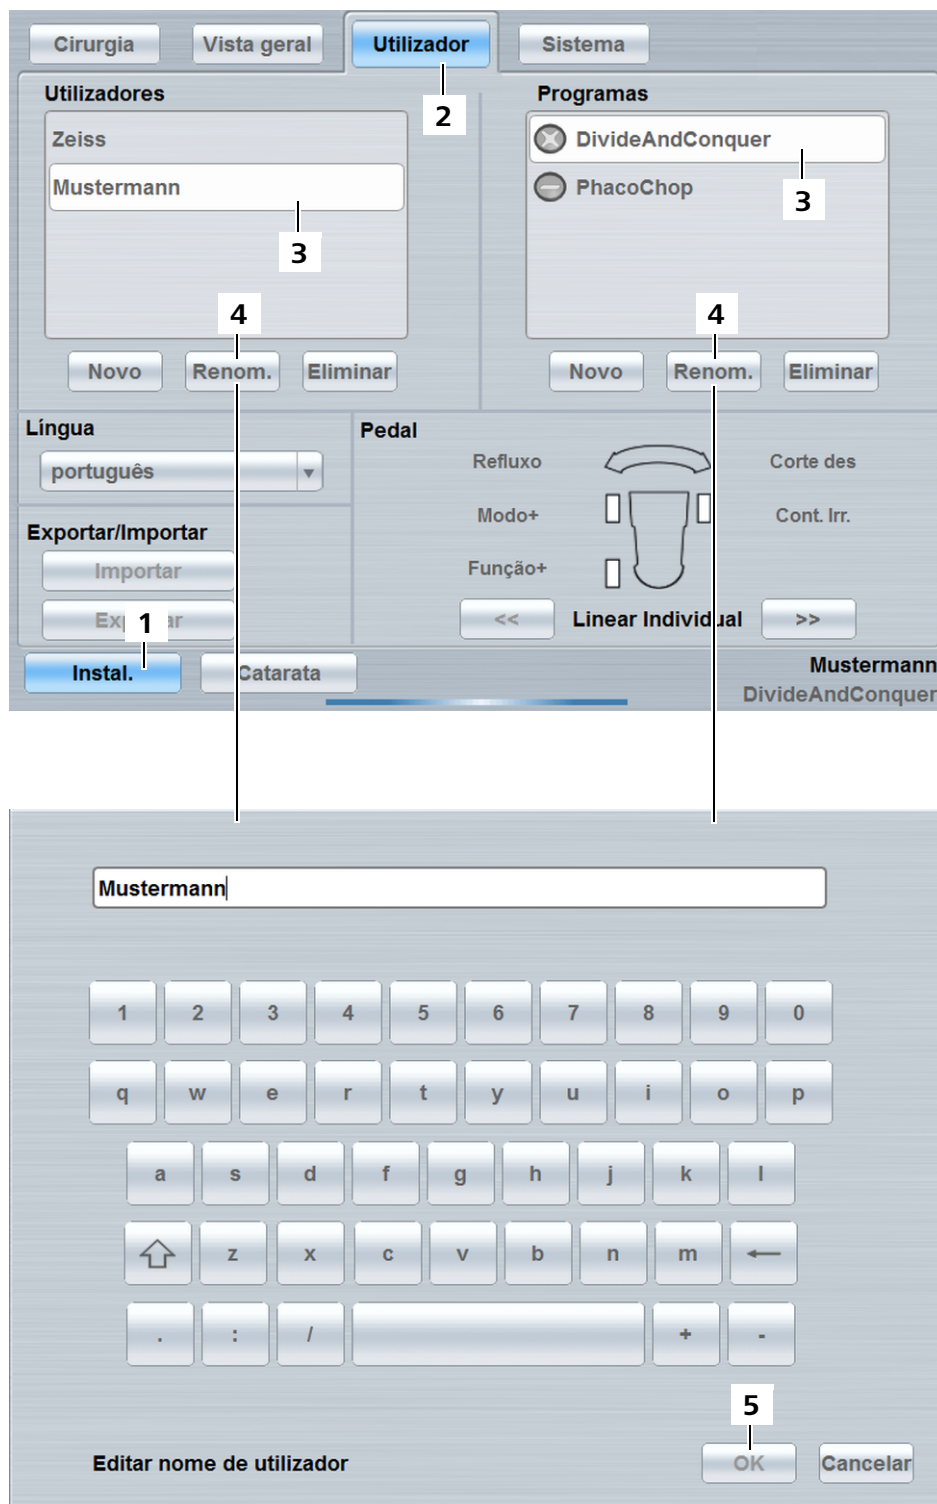 Cirurgia Vista geral Utilizador Sistema
Utilizadores Programas
2
Zeiss DivideAndConquer
Mustermann PhacoChop
3 3
4 4
Novo Renom. Eliminar Novo Renom. Eliminar
Língua Pedal
português Refluxo Corte des
Modo+ Cont. Irr.
Exportar/Importar
Importar Função+
1 << Linear Individual >>
Instal. Catarata Mustermann
DivideAndConquer
Mustermann
1 2 3 4 5 6 7 8 9 0
q w e r t y u i o p
a s d f g h j k l
z x c v b n m
. : / + -
5
Editar nome de utilizador OK Cancelar